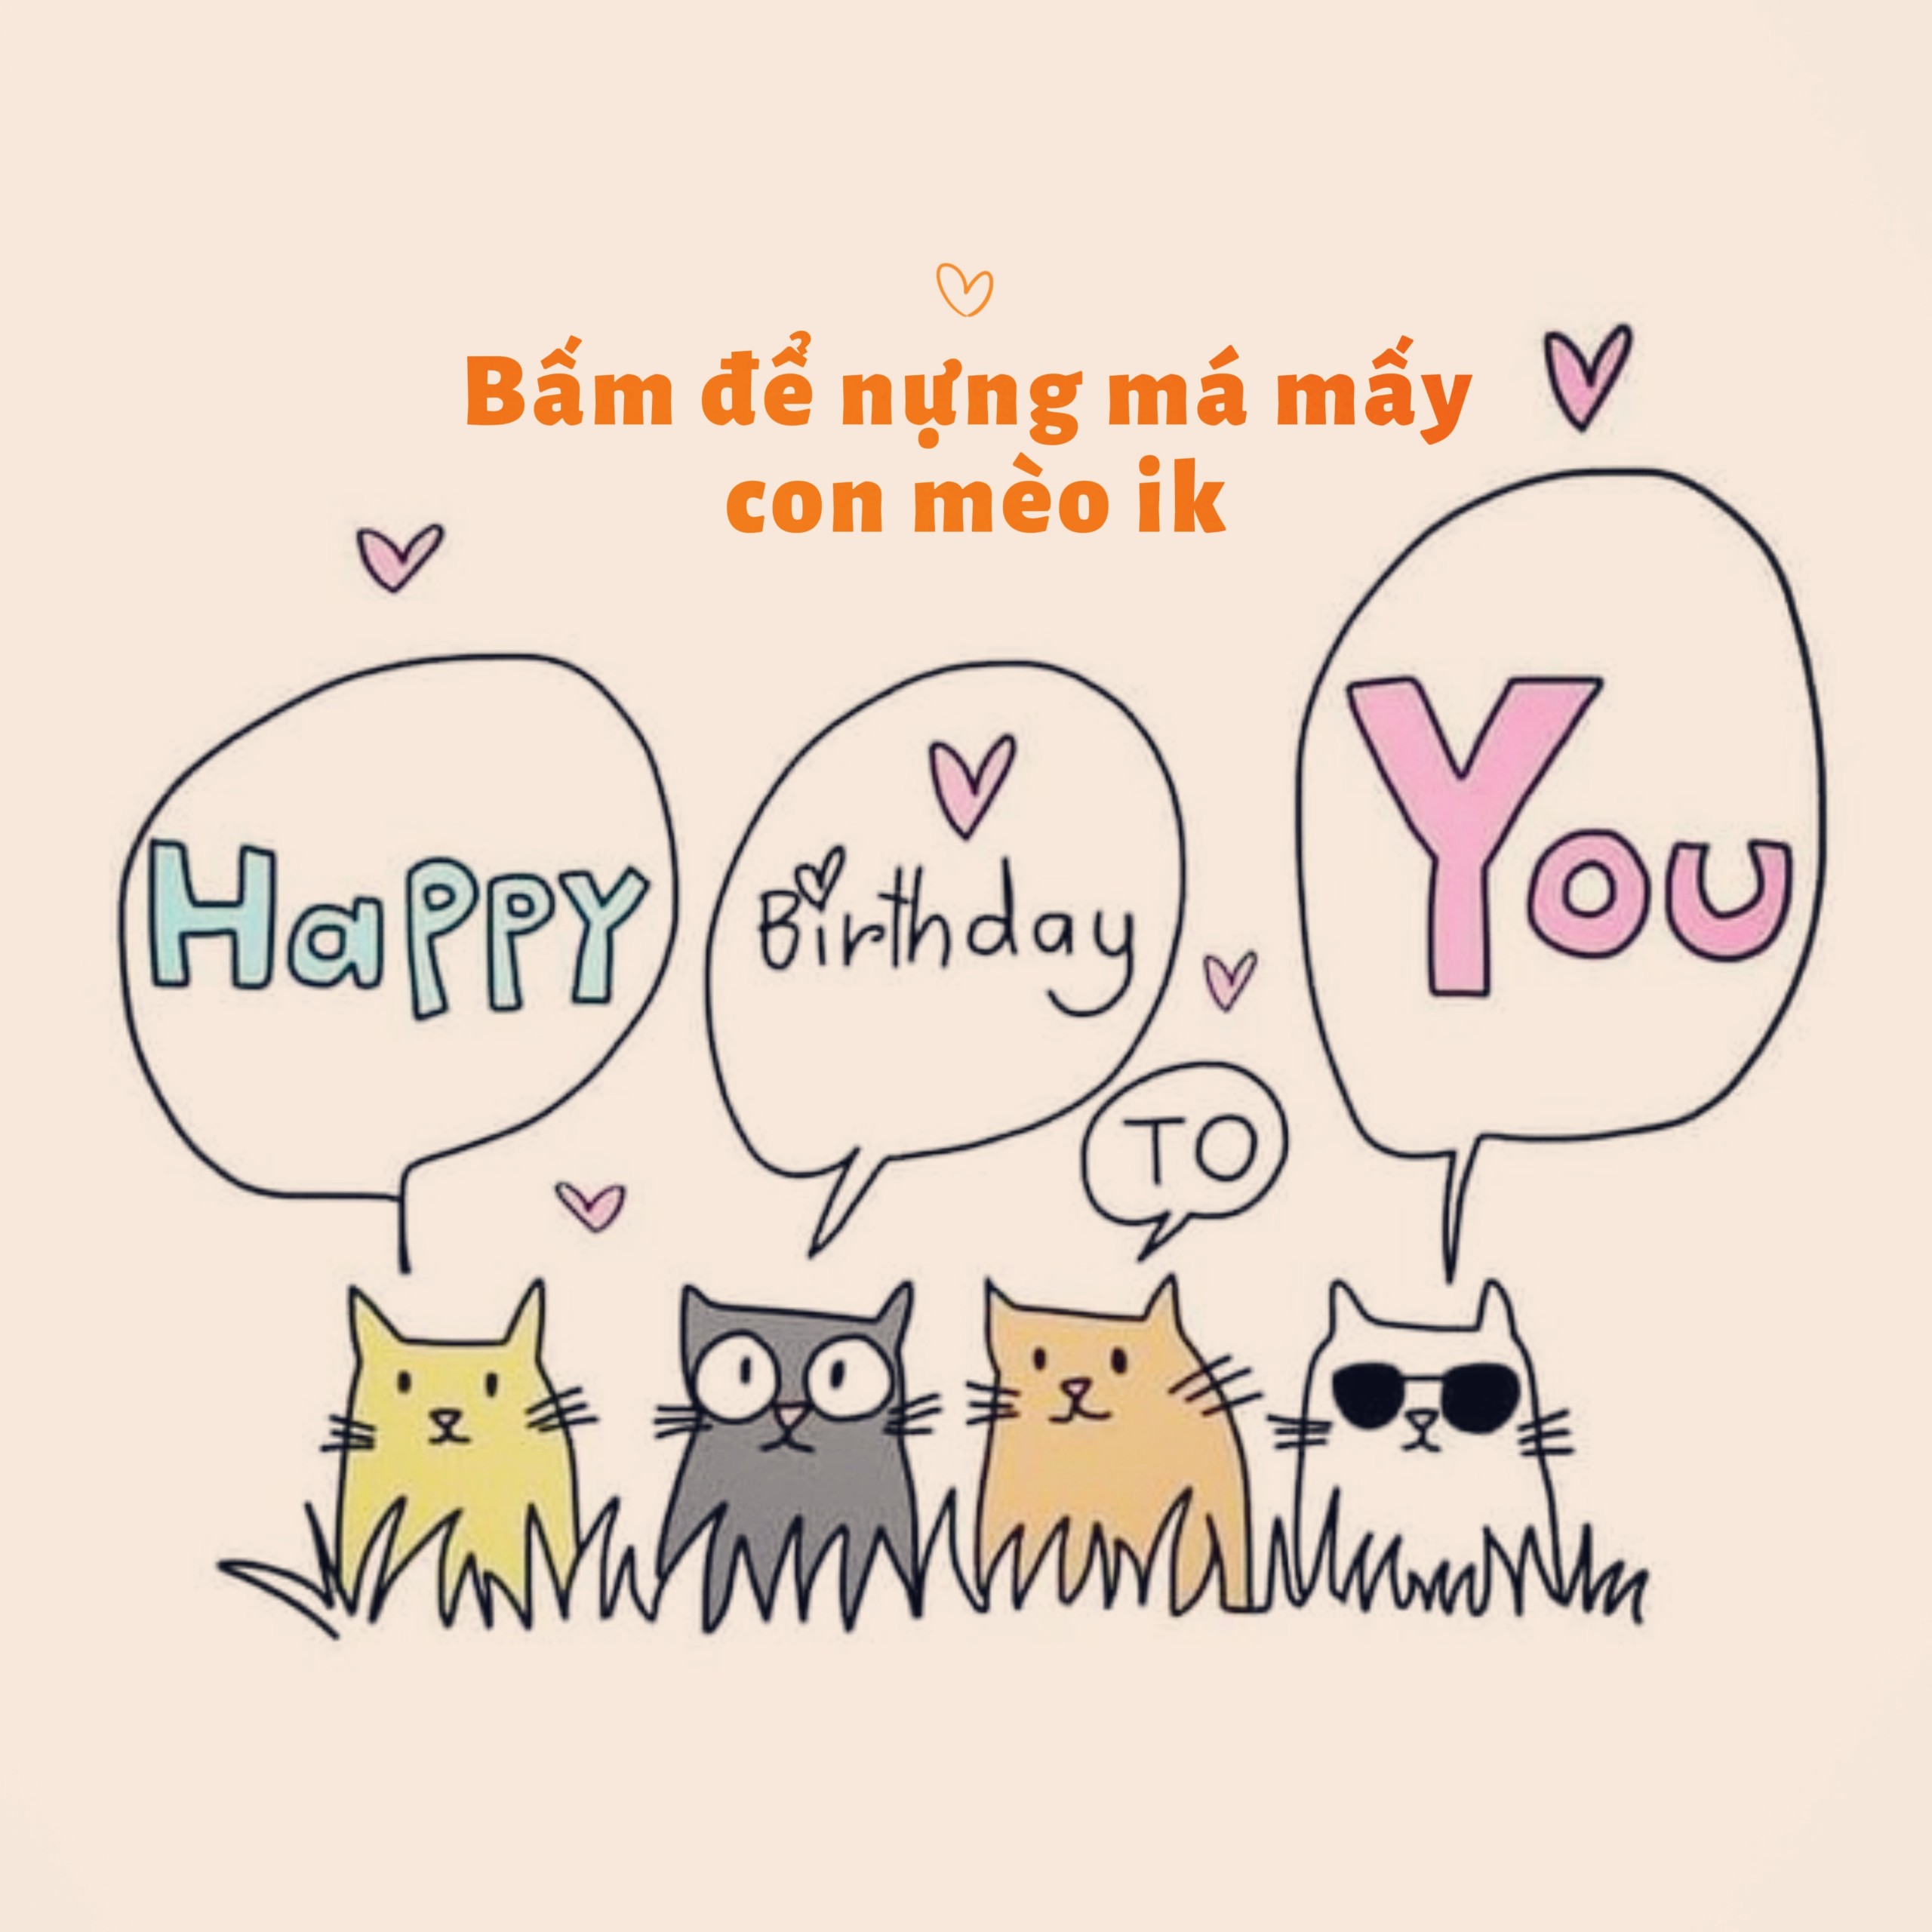 Bấm để nựng má mấy
con mèo ik
Happy
Birthday
TO
You